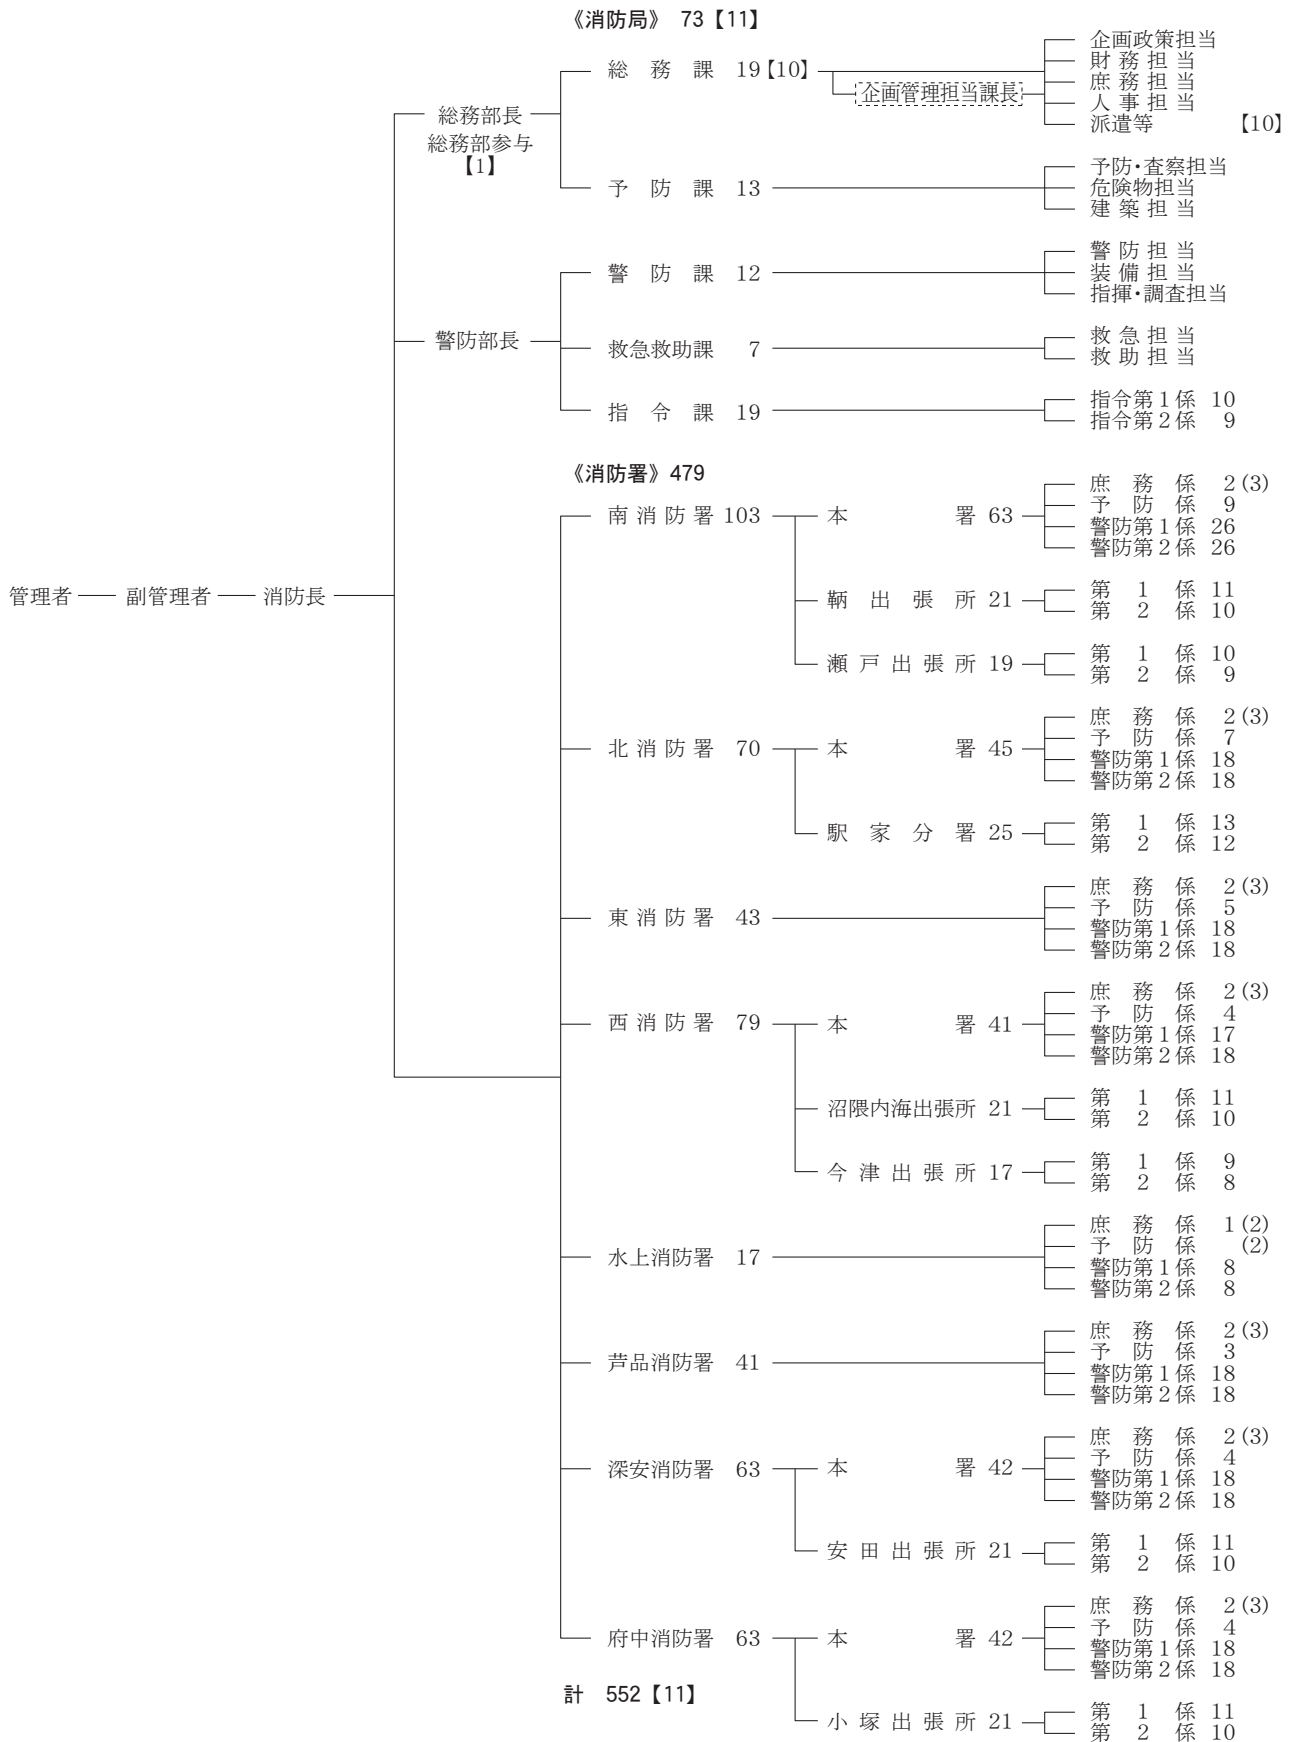 《消防局》 73【11】
管理者
副管理者
消防長
総務部長
総務部参与
【1】
総務課 19【10】
企画管理担当課長
企画政策担当
財務担当
庶務担当
人事担当
派遣等 【10】
予防課 13
予防・査察担当
危険物担当
建築担当
警防部長
警防課 12
警防担当
装備担当
指揮・調査担当
救急救助課 7
救急担当
救助担当
指令課 19
指令第1係 10
指令第2係 9
《消防署》479
南消防署 103
本署 63
庶務係 2(3)
予防係 9
警防第1係 26
警防第2係 26
鞆出張所 21
第1係 11
第2係 10
瀬戸出張所 19
第1係 10
第2係 9
北消防署 70
本署 45
庶務係 2(3)
予防係 7
警防第1係 18
警防第2係 18
駅家分署 25
第1係 13
第2係 12
東消防署 43
庶務係 2(3)
予防係 5
警防第1係 18
警防第2係 18
西消防署 79
本署 41
庶務係 2(3)
予防係 4
警防第1係 17
警防第2係 18
沼隈内海出張所 21
第1係 11
第2係 10
今津出張所 17
第1係 9
第2係 8
水上消防署 17
庶務係 1(2)
予防係 (2)
警防第1係 8
警防第2係 8
芦品消防署 41
庶務係 2(3)
予防係 3
警防第1係 18
警防第2係 18
深安消防署 63
本署 42
庶務係 2(3)
予防係 4
警防第1係 18
警防第2係 18
安田出張所 21
第1係 11
第2係 10
府中消防署 63
本署 42
庶務係 2(3)
予防係 4
警防第1係 18
警防第2係 18
小塚出張所 21
第1係 11
第2係 10
計 552【11】